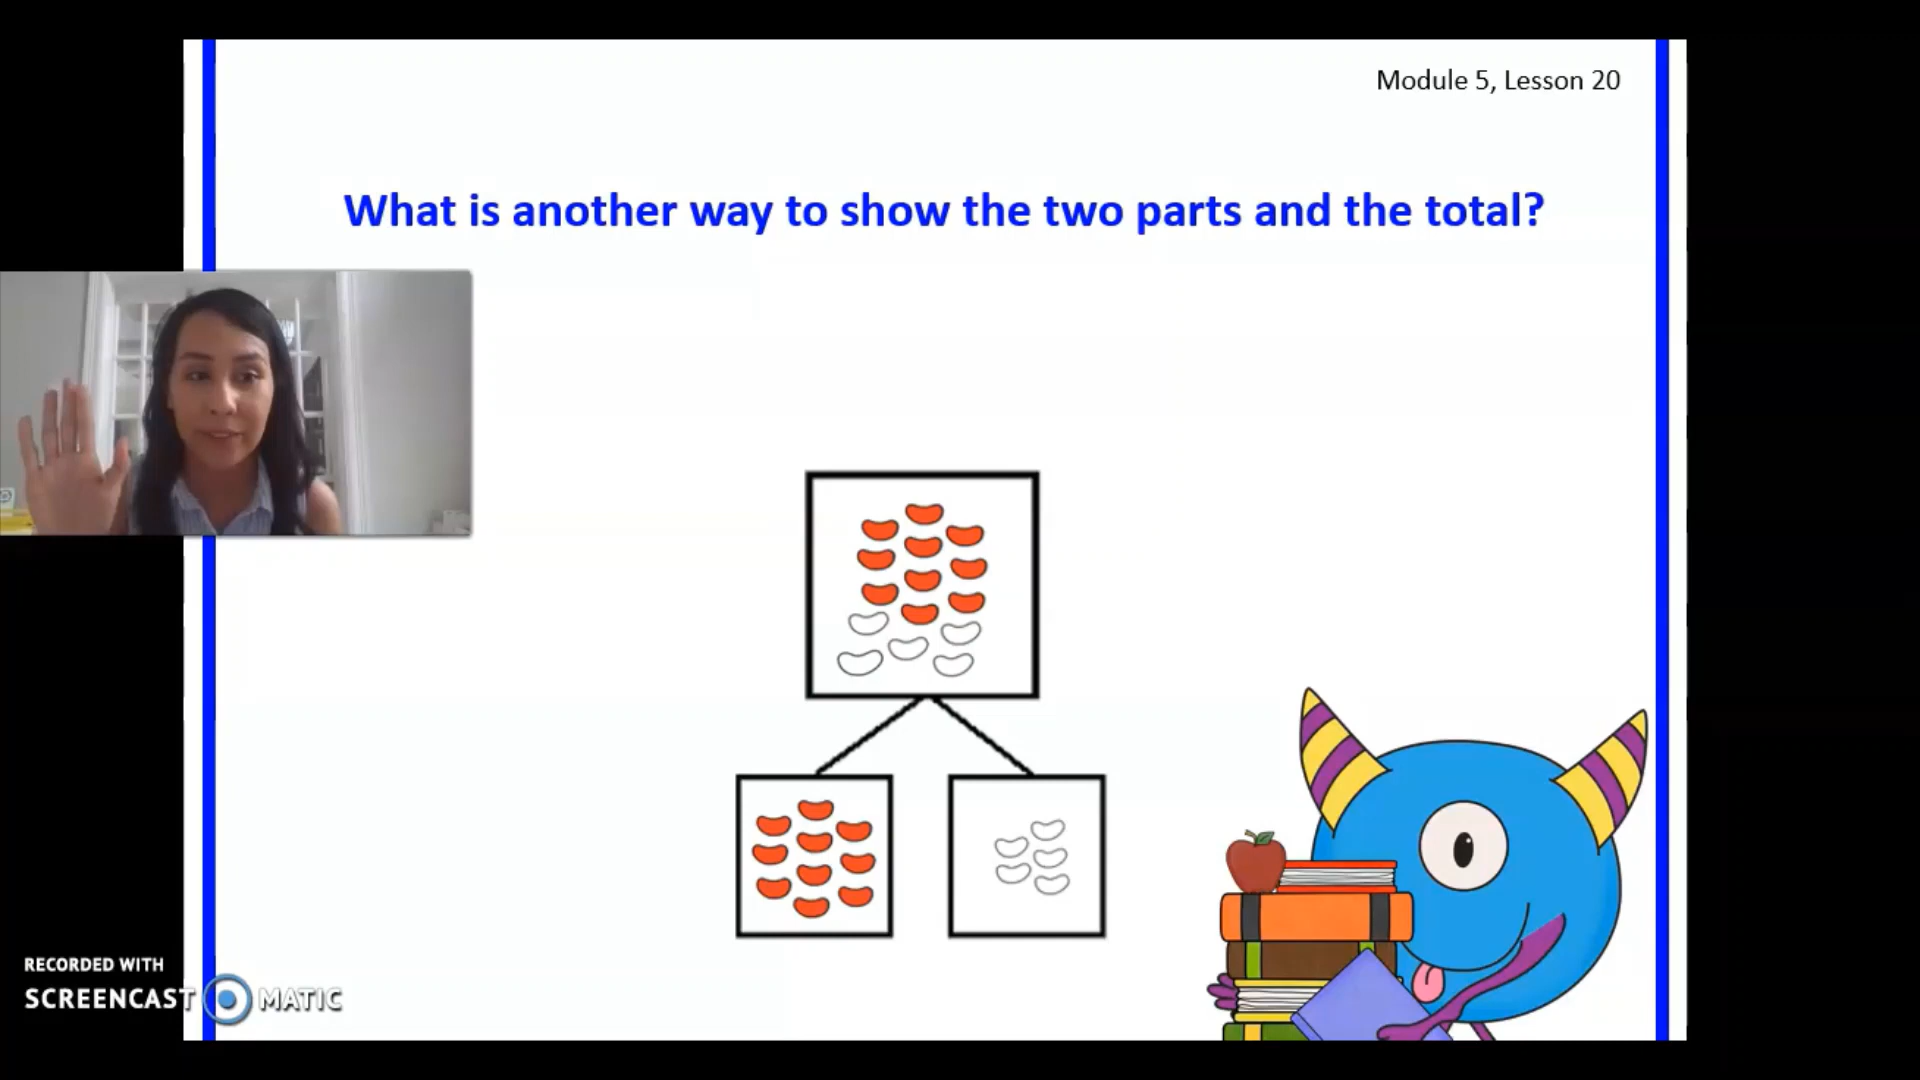 Module 5, Lesson 20
What is another way to show the two parts and the total?
RECORDED WITH
SCREENCAST MATIC